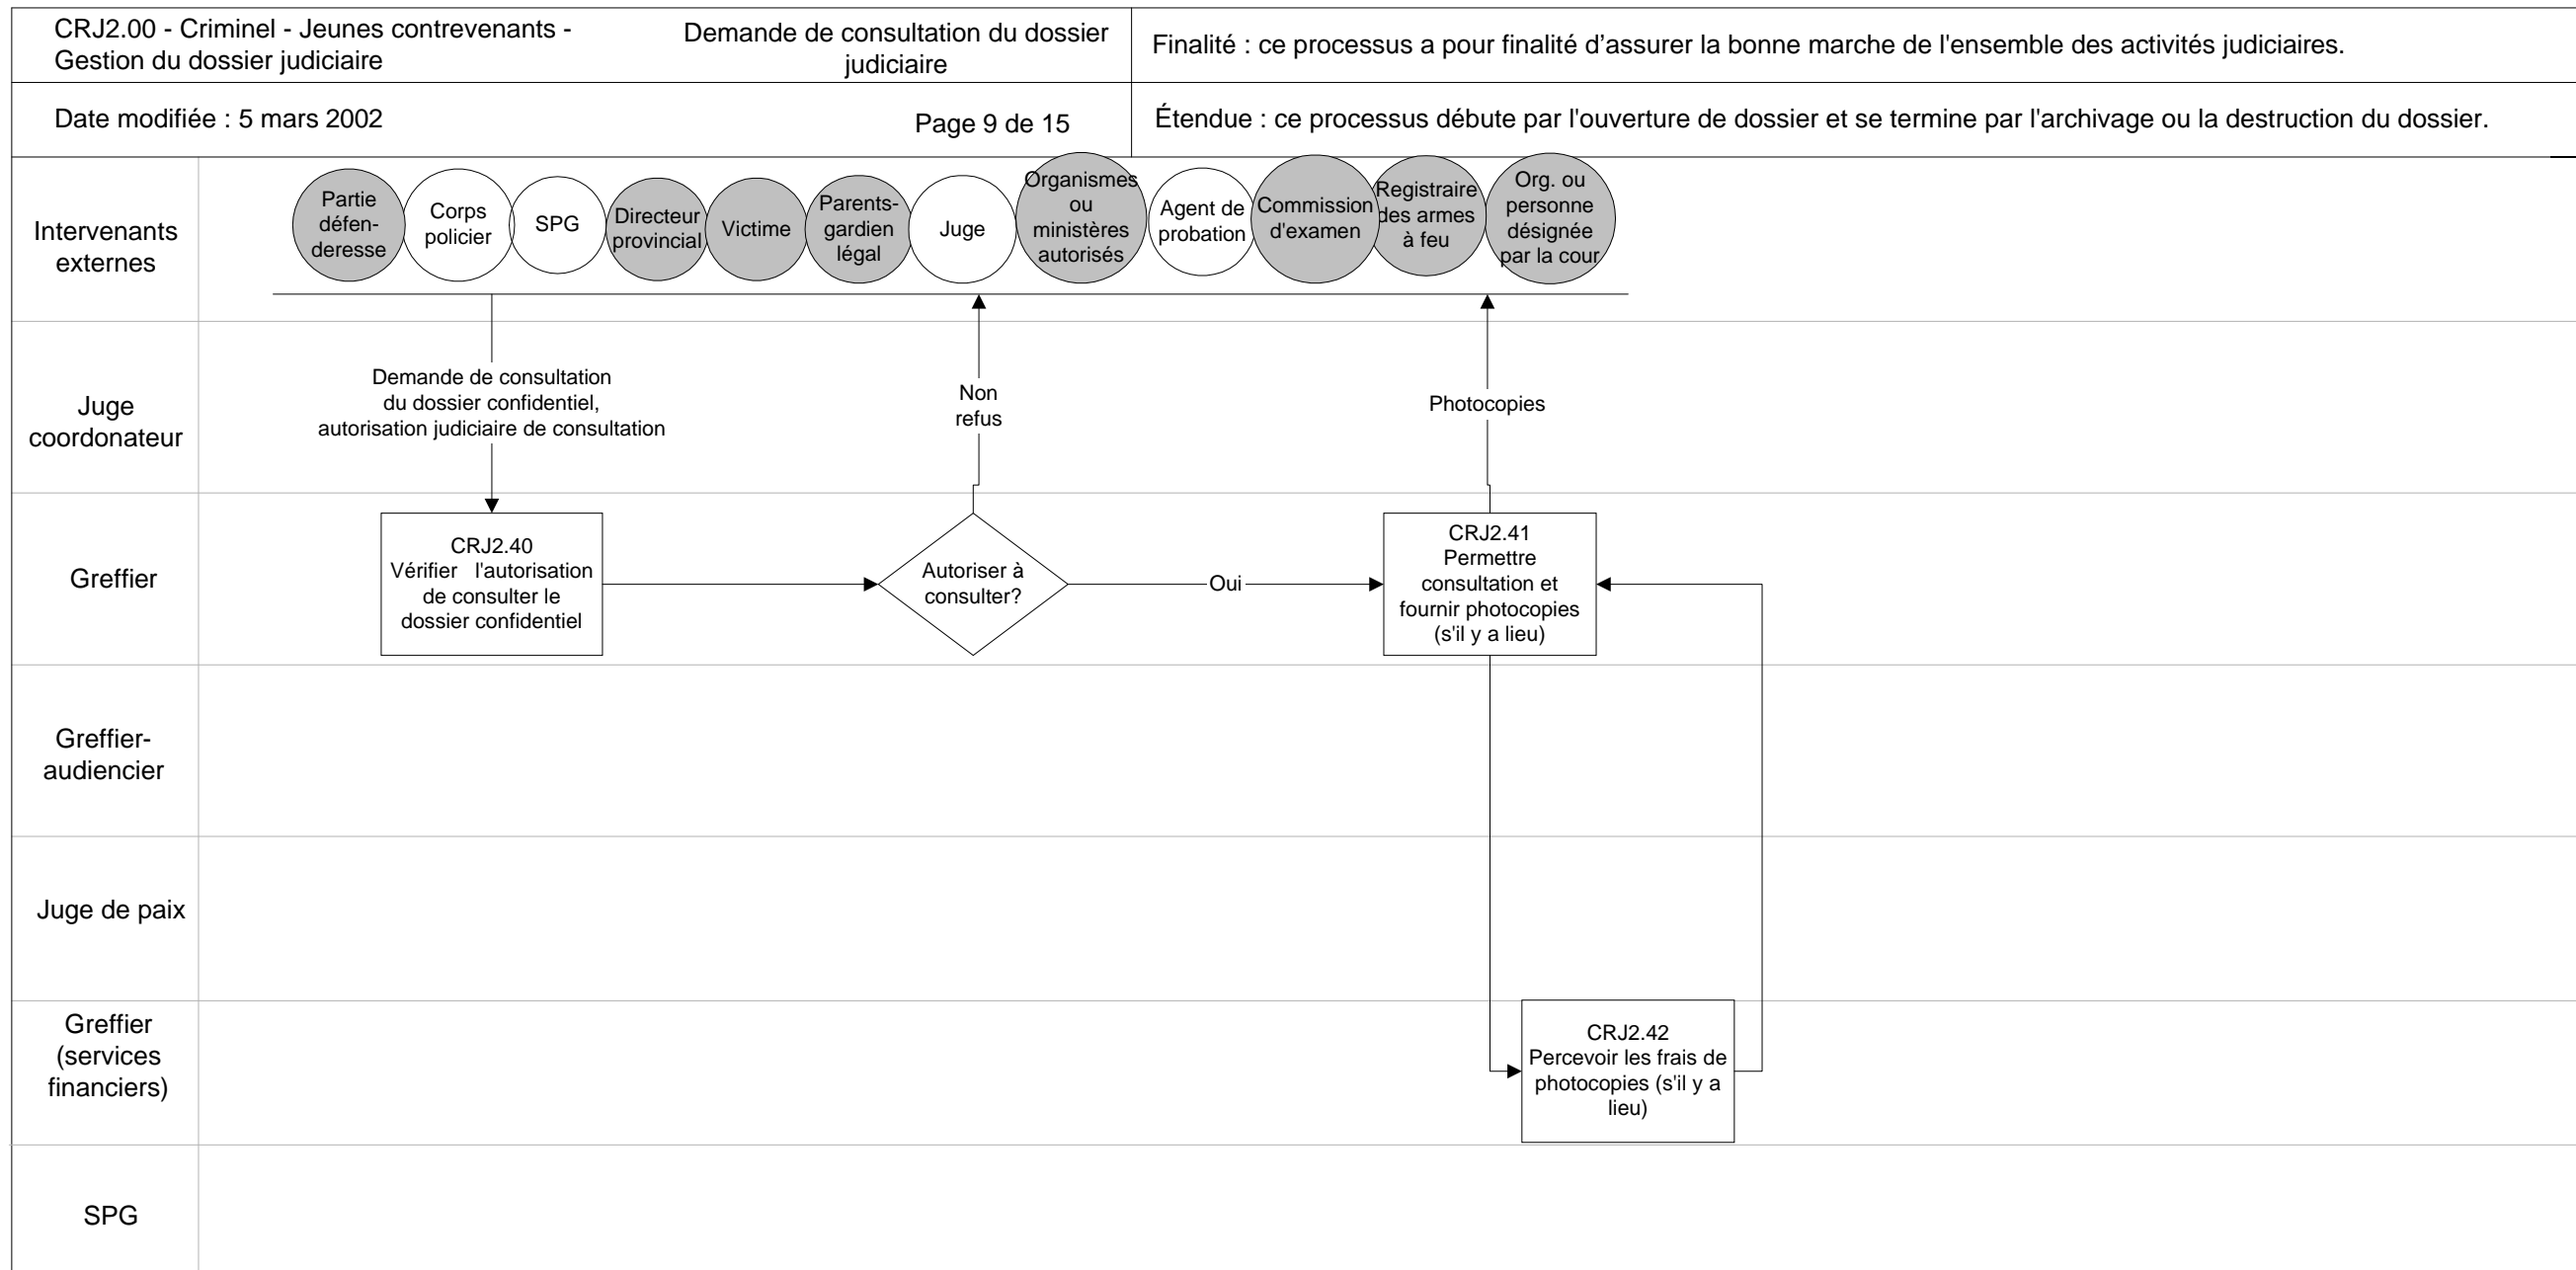 CRJ2.00 - Criminel - Jeunes contrevenants -
Gestion du dossier judiciaire
Demande de consultation du dossier
judiciaire
Finalité : ce processus a pour finalité d’assurer la bonne marche de l'ensemble des activités judiciaires.
Date modifiée : 5 mars 2002
Page 9 de 15
Étendue : ce processus débute par l'ouverture de dossier et se termine par l'archivage ou la destruction du dossier.
Intervenants
externes
Partie
défen-
deresse
Corps
policier
SPG
Directeur
provincial
Victime
Parents-
gardien
légal
Juge
Organismes
ou
ministères
autorisés
Agent de
probation
Commission
d'examen
Registraire
des armes
à feu
Org. ou
personne
désignée
par la cour
Juge
coordonateur
Demande de consultation
du dossier confidentiel,
autorisation judiciaire de consultation
Non
refus
Photocopies
Greffier
CRJ2.40
Vérifier l'autorisation
de consulter le
dossier confidentiel
Autoriser à
consulter?
Oui
CRJ2.41
Permettre
consultation et
fournir photocopies
(s'il y a lieu)
Greffier-
audiencier
Juge de paix
Greffier
(services
financiers)
CRJ2.42
Percevoir les frais de
photocopies (s'il y a
lieu)
SPG